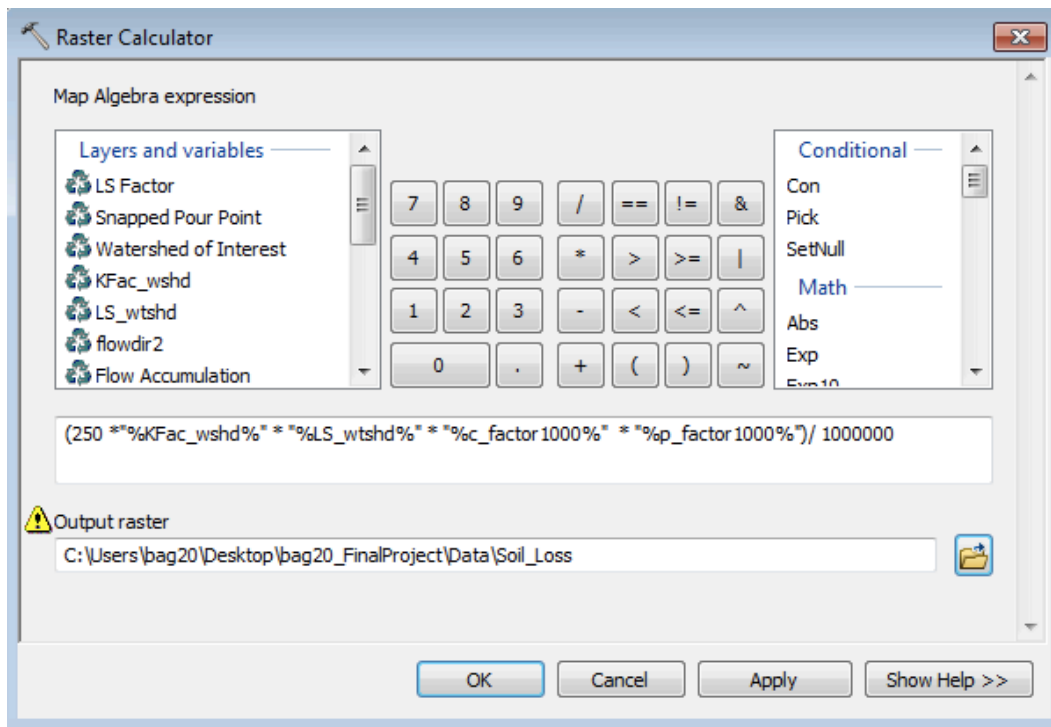 Raster Calculator
Map Algebra expression
Layers and variables
LS Factor
Snapped Pour Point
Watershed of Interest
KFac_wshd
LS_wtshd
flowdir2
Flow Accumulation
7 8 9 / == != &
4 5 6 * > >= |
1 2 3 - < <= ^
0 . + ( ) ~
Conditional
Con
Pick
SetNull
Math
Abs
Exp
Exp10
(250 *"%KFac_wshd%" * "%LS_wtshd%" * "%c_factor1000%"  * "%p_factor1000%")/ 1000000
Output raster
C:\Users\bag20\Desktop\bag20_FinalProject\Data\Soil_Loss
OK Cancel Apply Show Help >>